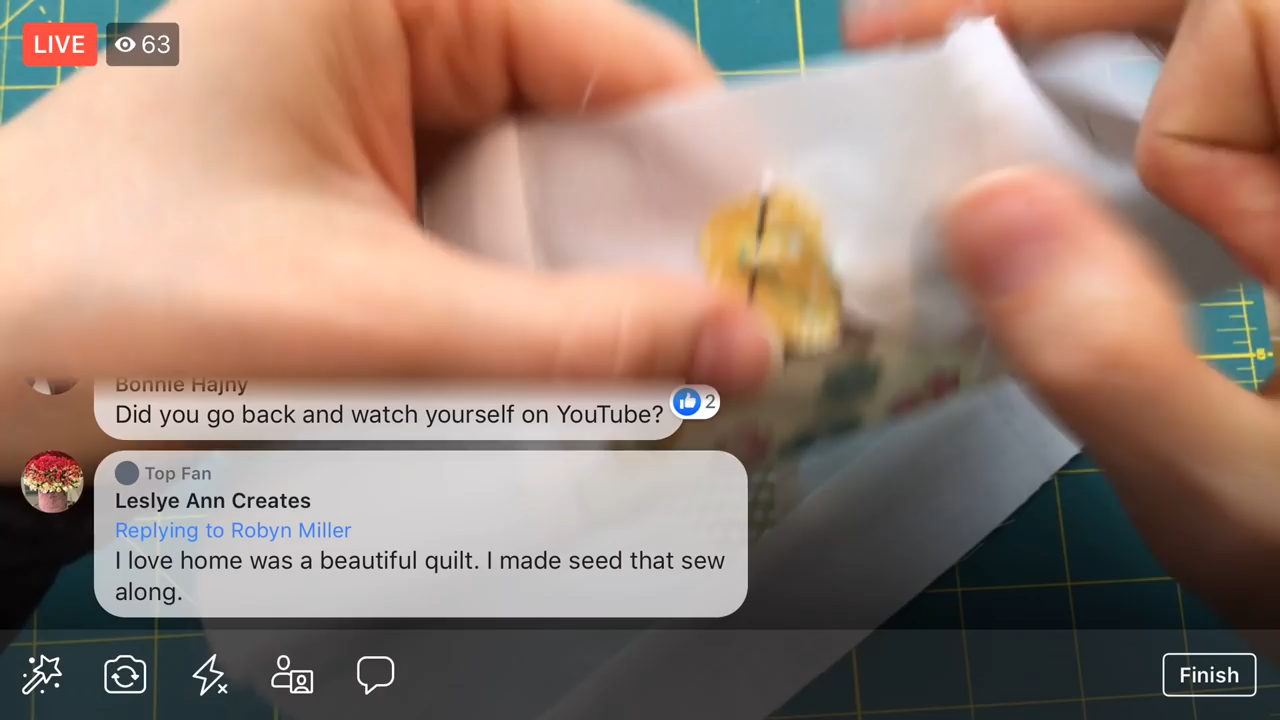 LIVE 63
Bonnie Hajny
Did you go back and watch yourself on YouTube?
2
Top Fan
Leslye Ann Creates
Replying to Robyn Miller
I love home was a beautiful quilt. I made seed that sew
along.
5
Finish